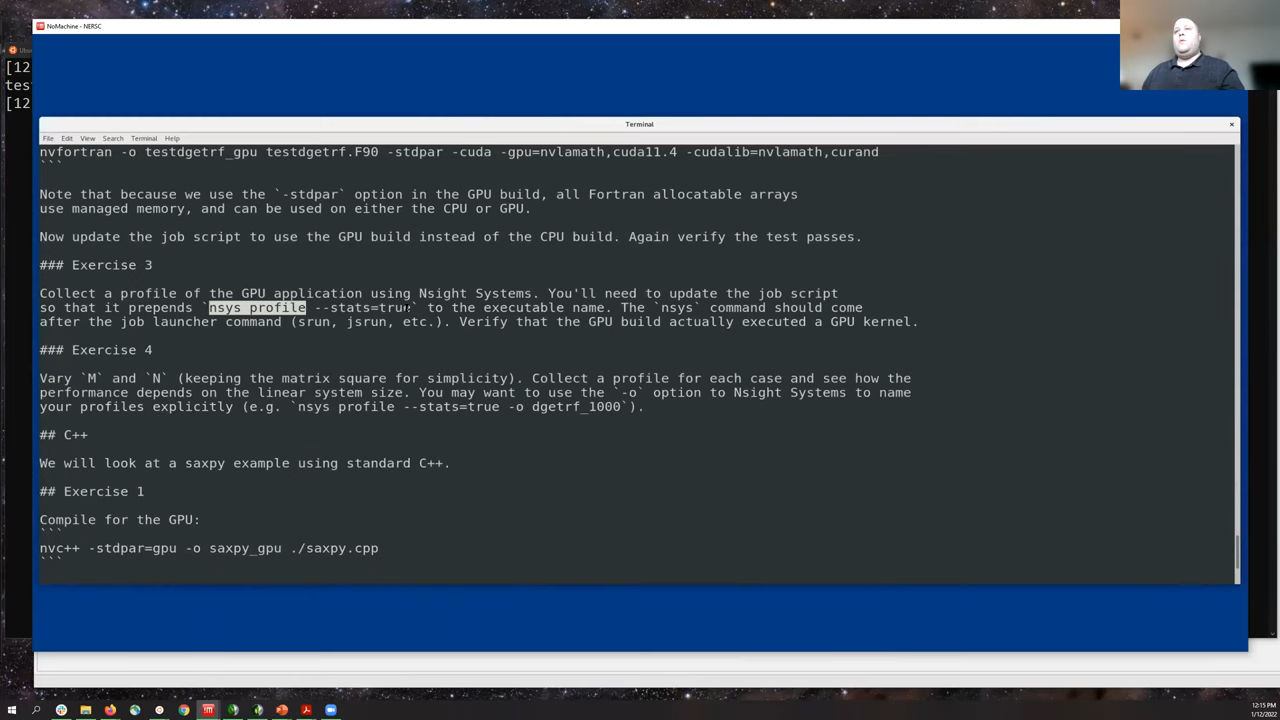 NoMachine - NERSC
Ubu
[12
tes
[12
Terminal
File Edit View Search Terminal Help
nvfortran -o testdgetrf_gpu testdgetrf.F90 -stdpar -cuda -gpu=nvlamath,cuda11.4 -cudalib=nvlamath,curand
```
Note that because we use the `-stdpar` option in the GPU build, all Fortran allocatable arrays
use managed memory, and can be used on either the CPU or GPU.
Now update the job script to use the GPU build instead of the CPU build. Again verify the test passes.
### Exercise 3
Collect a profile of the GPU application using Nsight Systems. You'll need to update the job script
so that it prepends `nsys profile --stats=true` to the executable name. The `nsys` command should come
after the job launcher command (srun, jsrun, etc.). Verify that the GPU build actually executed a GPU kernel.
### Exercise 4
Vary `M` and `N` (keeping the matrix square for simplicity). Collect a profile for each case and see how the
performance depends on the linear system size. You may want to use the `-o` option to Nsight Systems to name
your profiles explicitly (e.g. `nsys profile --stats=true -o dgetrf_1000`).
## C++
We will look at a saxpy example using standard C++.
## Exercise 1
Compile for the GPU:
```
nvc++ -stdpar=gpu -o saxpy_gpu ./saxpy.cpp
```
12:15 PM
1/12/2022